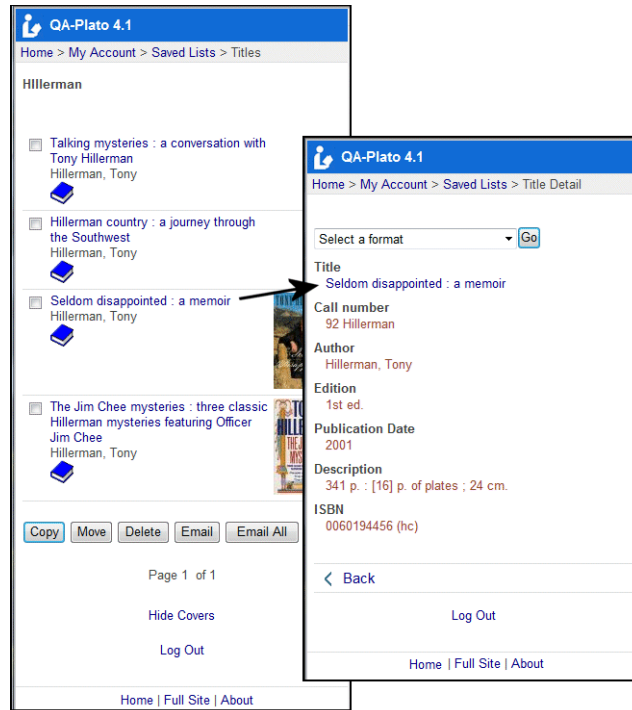 QA-Plato 4.1
Home > My Account > Saved Lists > Titles
HIllerman
Talking mysteries : a conversation with
Tony Hillerman
Hillerman, Tony
Hillerman country : a journey through
the Southwest
Hillerman, Tony
Seldom disappointed : a memoir
Hillerman, Tony
The Jim Chee mysteries : three classic
Hillerman mysteries featuring Officer
Jim Chee
Hillerman, Tony
Copy Move Delete Email Email All
Page 1 of 1
Hide Covers
Log Out
Home | Full Site | About
QA-Plato 4.1
Home > My Account > Saved Lists > Title Detail
Select a format Go
Title
Seldom disappointed : a memoir
Call number
92 Hillerman
Author
Hillerman, Tony
Edition
1st ed.
Publication Date
2001
Description
341 p. : [16] p. of plates ; 24 cm.
ISBN
0060194456 (hc)
Back
Log Out
Home | Full Site | About